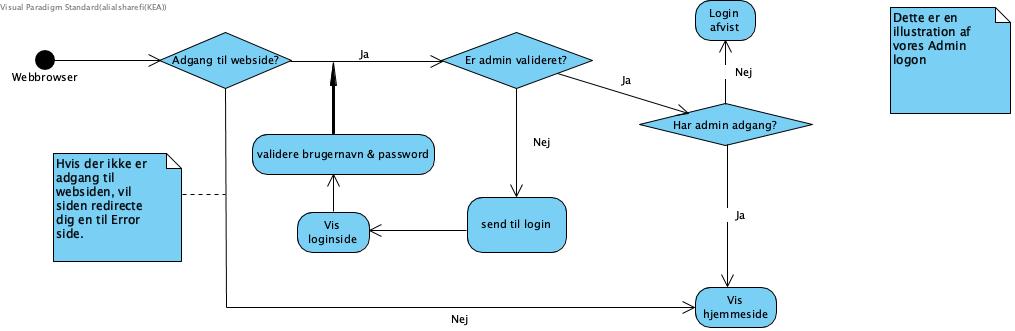 Visual Paradigm Standard(alialsharefi(KEA))
Login
afvist
Dette er en
illustration af
vores Admin
logon
Webbrowser
Adgang til webside?
Ja
Er admin valideret?
Ja
Nej
Har admin adgang?
validere brugernavn & password
Nej
Hvis der ikke er
adgang til
websiden, vil
siden redirecte
dig en til Error
side.
Vis
loginside
send til login
Ja
Vis
hjemmeside
Nej